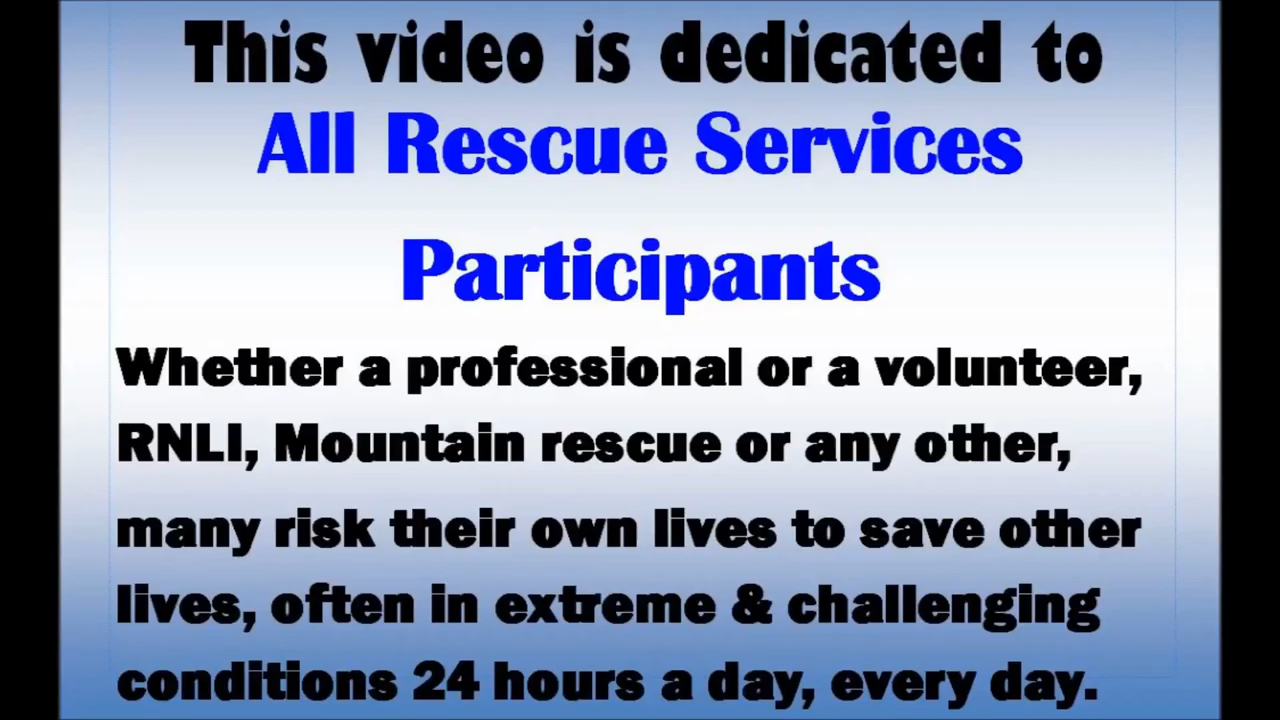 This video is dedicated to
All Rescue Services
Participants
Whether a professional or a volunteer,
RNLI, Mountain rescue or any other,
many risk their own lives to save other
lives, often in extreme & challenging
conditions 24 hours a day, every day.